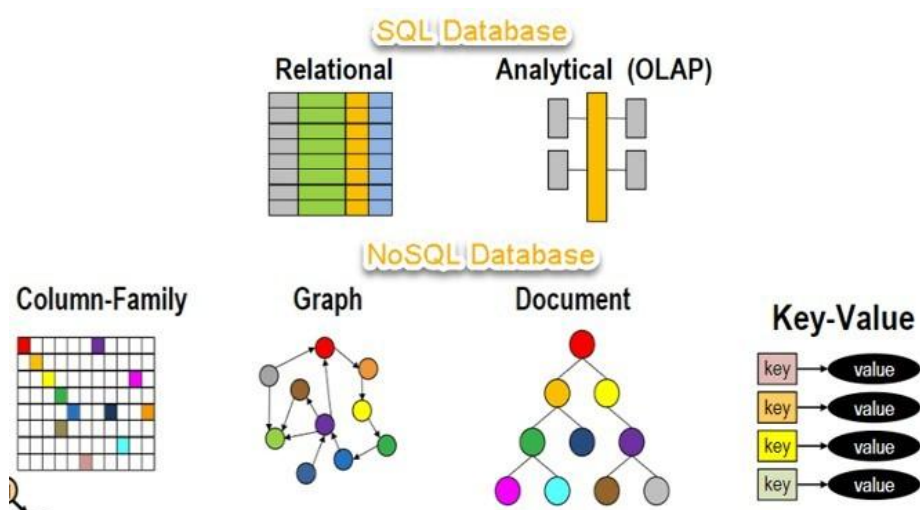 SQL Database
Relational
Analytical (OLAP)
NoSQL Database
Column-Family
Graph
Document
Key-Value
key
value
key
value
key
value
key
value